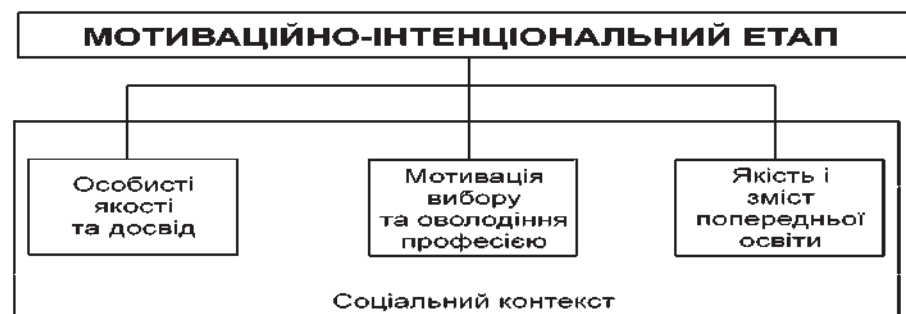 МОТИВАЦІЙНО-ІНТЕНЦІОНАЛЬНИЙ ЕТАП
Особисті
якості
та досвід
Мотивація
вибору
та оволодіння
професією
Якість і
зміст
попередньої
освіти
Соціальний контекст